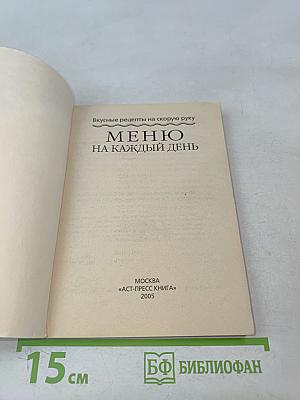 Вкусные рецепты на скорую руку
МЕНЮ
НА КАЖДЫЙ ДЕНЬ
МОСКВА
«АСТ-ПРЕСС КНИГА»
2005
15 см
БФ БИБЛИОФАН